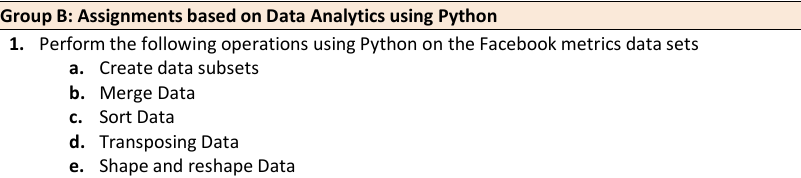 Group B: Assignments based on Data Analytics using Python
1. Perform the following operations using Python on the Facebook metrics data sets
a. Create data subsets
b. Merge Data
c. Sort Data
d. Transposing Data
e. Shape and reshape Data